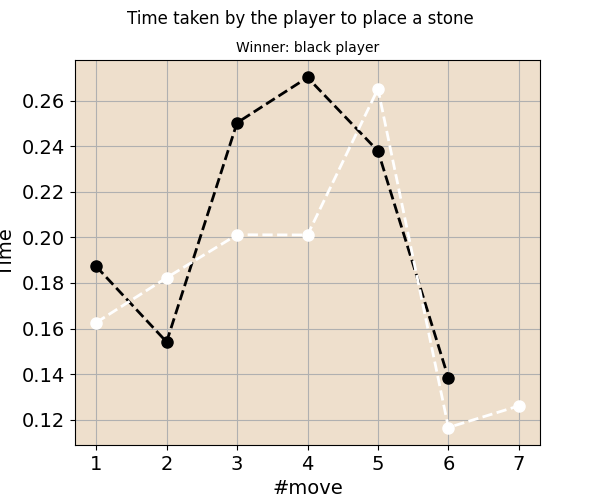 Time taken by the player to place a stone
Winner: black player
Time
0.26
0.24
0.22
0.20
0.18
0.16
0.14
0.12
1 2 3 4 5 6 7
#move